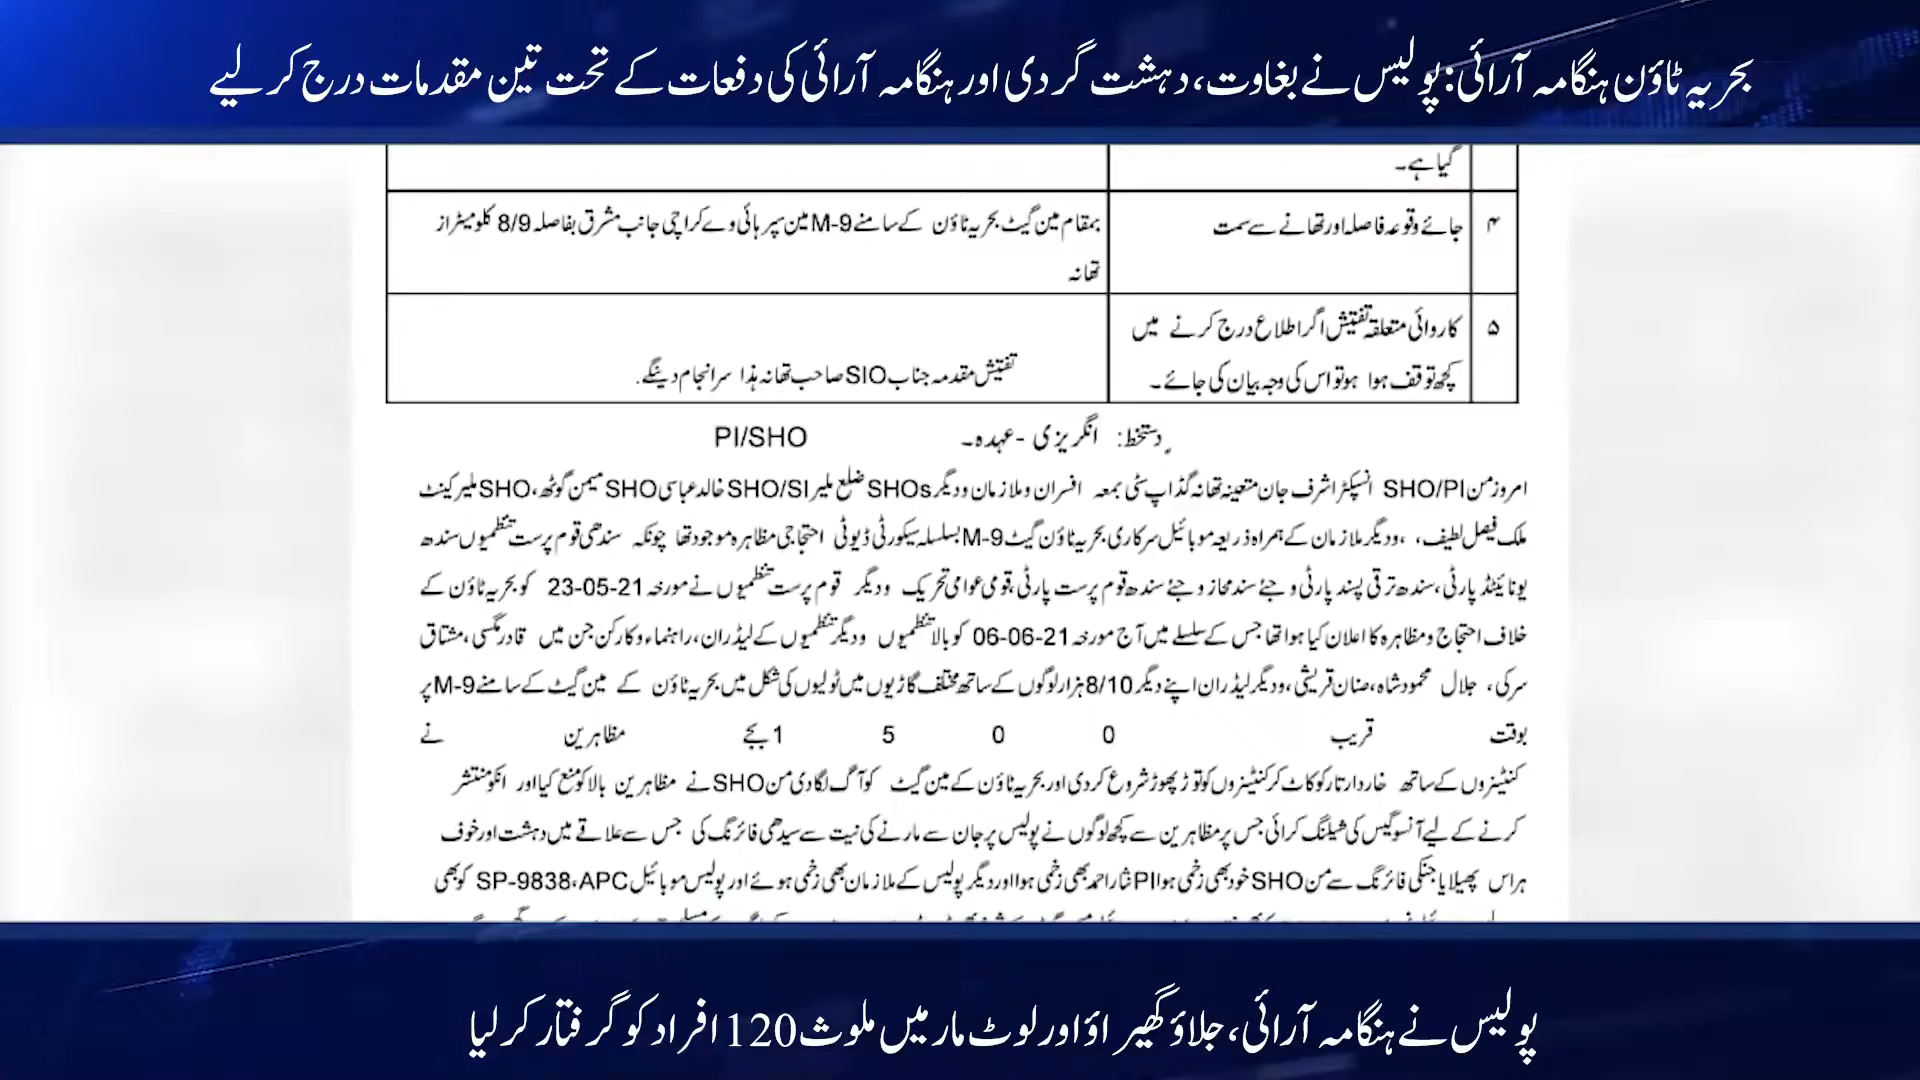 بحریہ ٹاؤن ہنگامہ آرائی: پولیس نے بغاوت، دہشت گردی اور ہنگامہ آرائی کی دفعات کے تحت تین مقدمات درج کر لیے
گیا ہے۔
۴ جائے وقوعہ فاصلہ اور تھانے سے سمت بمقام مین گیٹ بحریہ ٹاؤن کے سامنے M-9 مین سپر ہائی وے کراچی جانب مشرق بفاصلہ 8/9 کلومیٹر از
تھانہ
۵ کاروائی متعلقہ تفتیش اگر اطلاع درج کرنے میں
کچھ توقف ہوا ہو تو اس کی وجہ بیان کی جائے۔ تفتیش مقدمہ جناب SIO صاحب تھانہ ہذا سرانجام دینگے.
دستخط: انگریزی - عہدہ۔ PI/SHO
امروز من SHO/PI انسپکٹر اشرف جان متعینہ تھانہ گڈاپ سٹی بمعہ افسران و ملازمان و دیگر SHOs ضلع ملیر SHO/SI خالد عباسی SHO میمن گوٹھ، SHO ملیر کینٹ
ملک فیصل لطیف، ، ودیگر ملازمان کے ہمراہ ذریعہ موبائیل سرکاری بحریہ ٹاؤن گیٹ M-9 بسلسلہ سیکورٹی ڈیوٹی احتجاجی مظاہرہ موجود تھا چونکہ سندھی قوم پرست تنظمیوں سندھ
یونائیٹڈ پارٹی، سندھ ترقی پسند پارٹی و جئے سند محاز و جئے سندھ قوم پرست پارٹی، قومی عوامی تحریک ودیگر قوم پرست تنظمیوں نے مورخہ 23-05-21 کو بحریہ ٹاؤن کے
خلاف احتجاج و مظاہرہ کا اعلان کیا ہوا تھا جس کے سلسلے میں آج مورخہ 06-06-21 کو بالا تنظمیوں ودیگر تنظمیوں کے لیڈران، راہنماء و کارکن جن میں قادر مگسی، مشتاق
سرکی، جلال محمود شاہ، صنان قریشی، ودیگر لیڈران اپنے دیگر 8/10 ہزار لوگوں کے ساتھ مختلف گاڑیوں میں ٹولیوں کی شکل میں بحریہ ٹاؤن کے مین گیٹ کے سامنے M-9 پر
بوقت قریب 1 5 0 0 بجے مظاہرین نے
کنٹینروں کے ساتھ خاردار تار کو کاٹ کر کنٹینروں کو توڑ پھوڑ شروع کر دی اور بحریہ ٹاؤن کے مین گیٹ کو آگ لگا دی من SHO نے مظاہرین بالا کو منع کیا اور انکو منتشر
کرنے کے لیے آنسو گیس کی شیلنگ کرائی جس پر مظاہرین سے کچھ لوگوں نے پولیس پر جان سے مارنے کی نیت سے سیدھی فائرنگ کی جس سے علاقے میں دہشت اور خوف
ہراس پھیلایا جنکی فائرنگ سے من SHO خود بھی زخمی ہوا PI نثار احمد بھی زخمی ہوا اور دیگر پولیس کے ملازمان بھی زخمی ہوئے اور پولیس موبائیل SP-9838، APC کو بھی
پولیس نے ہنگامہ آرائی، جلاؤ گھیراؤ اور لوٹ مار میں ملوث 120 افراد کو گرفتار کر لیا